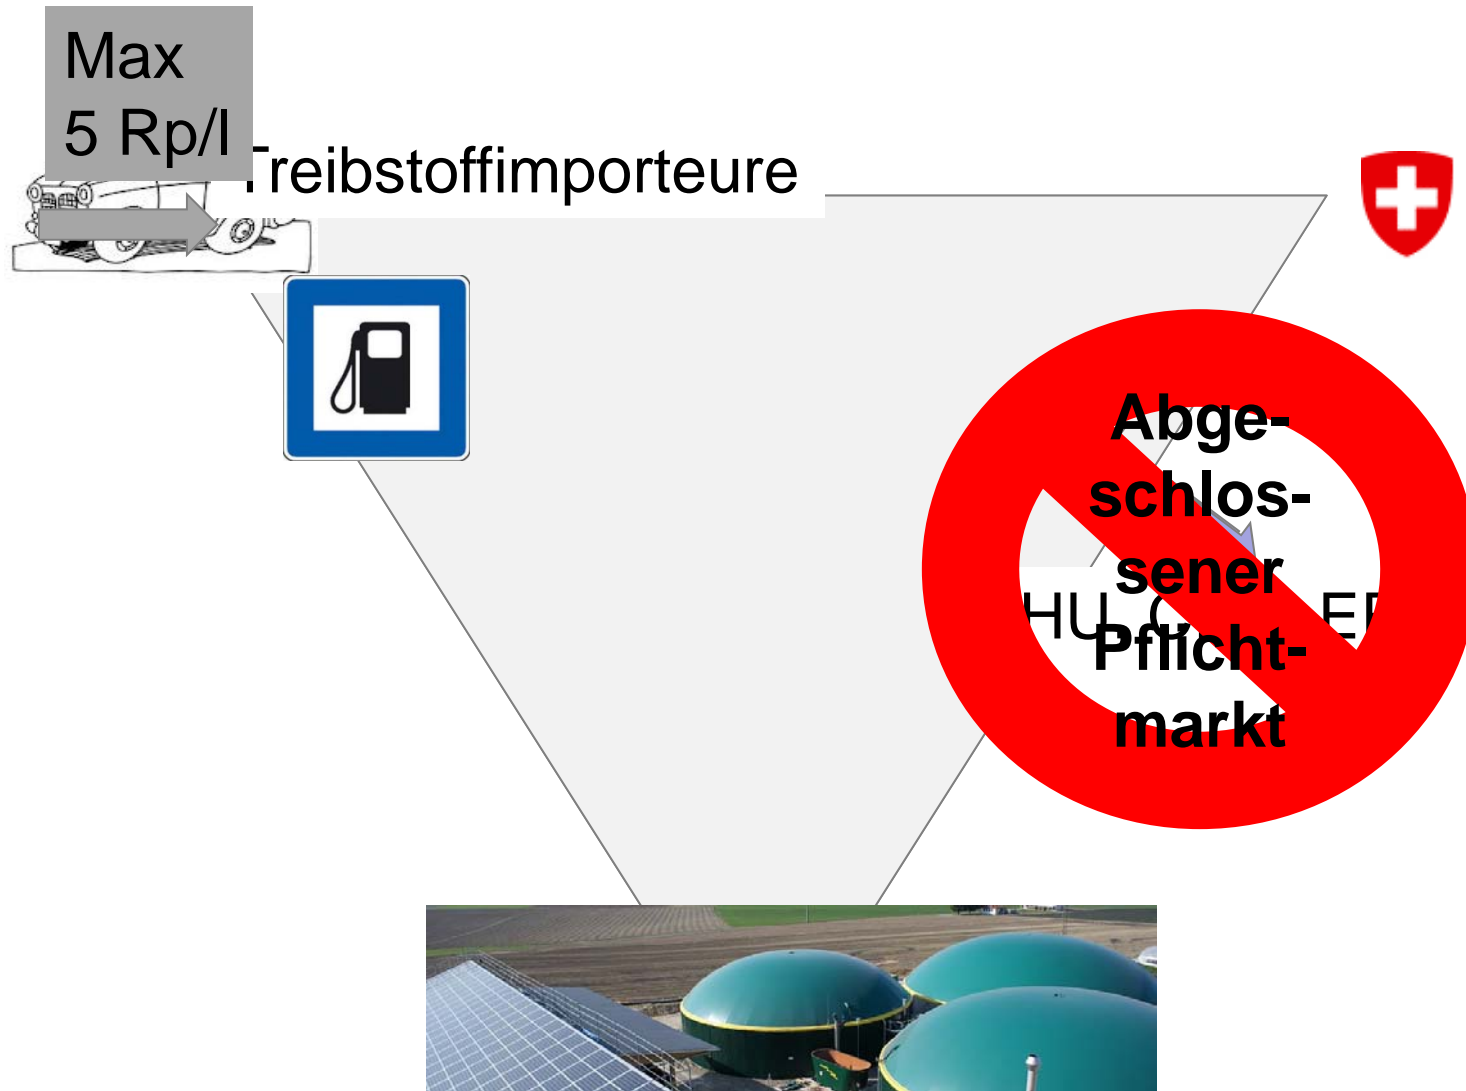 Max
5 Rp/l
Treibstoffimporteure
Abge-
schlos-
sener
Pflicht-
markt